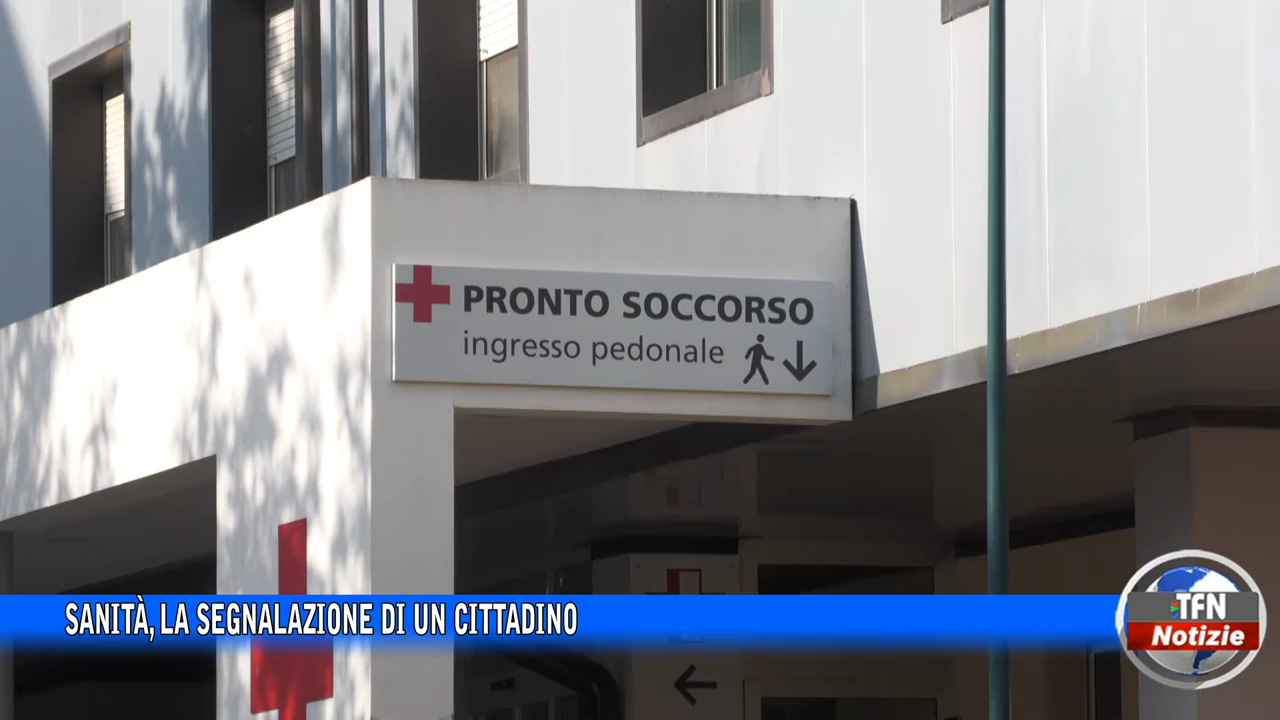 PRONTO SOCCORSO
ingresso pedonale
SANITÀ, LA SEGNALAZIONE DI UN CITTADINO
TFN
Notizie